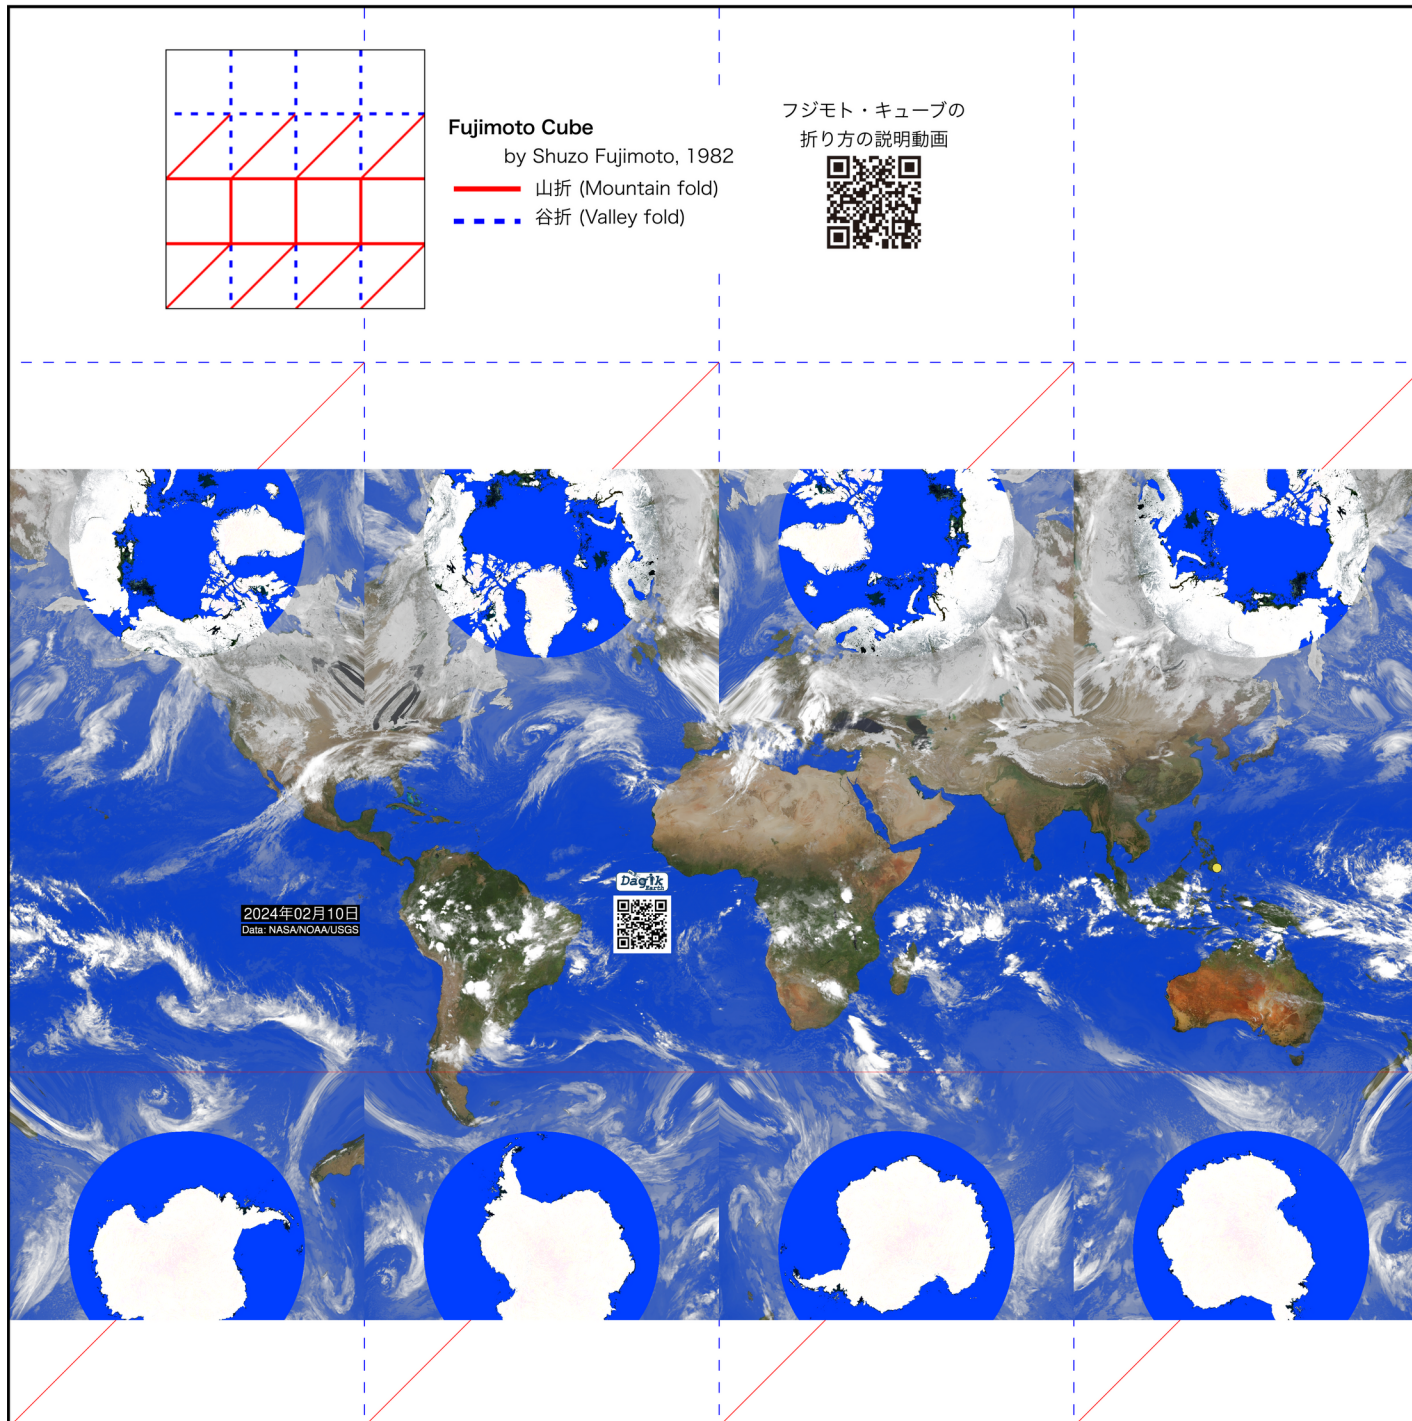 Fujimoto Cube
by Shuzo Fujimoto, 1982
山折 (Mountain fold)
谷折 (Valley fold)
フジモト・キューブの
折り方の説明動画
Dagik
Earth
2024年02月10日
Data: NASA/NOAA/USGS